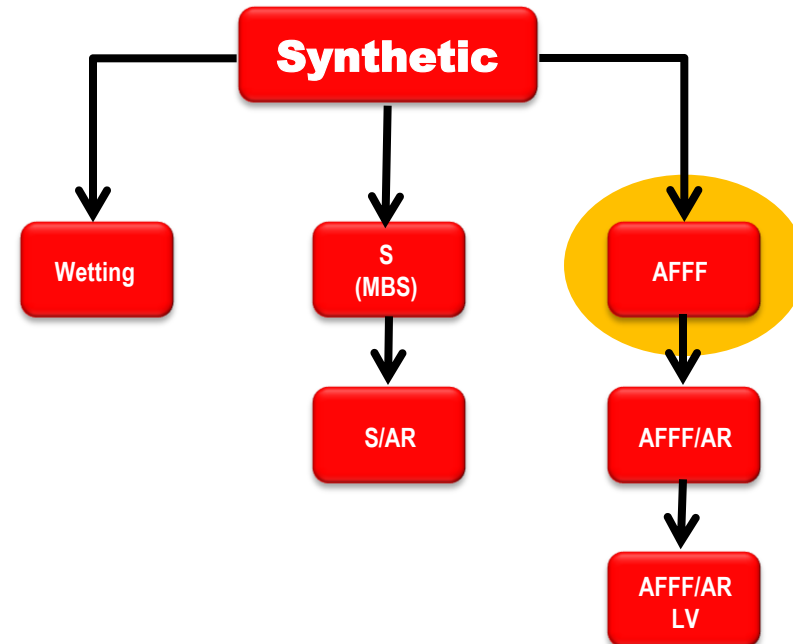 Synthetic
Wetting
S
(MBS)
AFFF
S/AR
AFFF/AR
AFFF/AR
LV